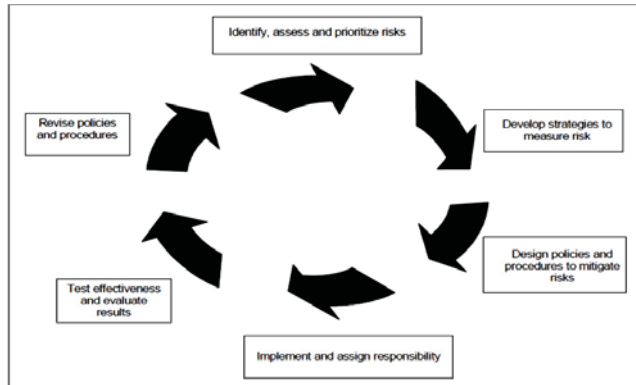 Identify, assess and prioritize risks
Develop strategies to
measure risk
Design policies and
procedures to mitigate
risks
Implement and assign responsibility
Test effectiveness
and evaluate
results
Revise policies
and procedures